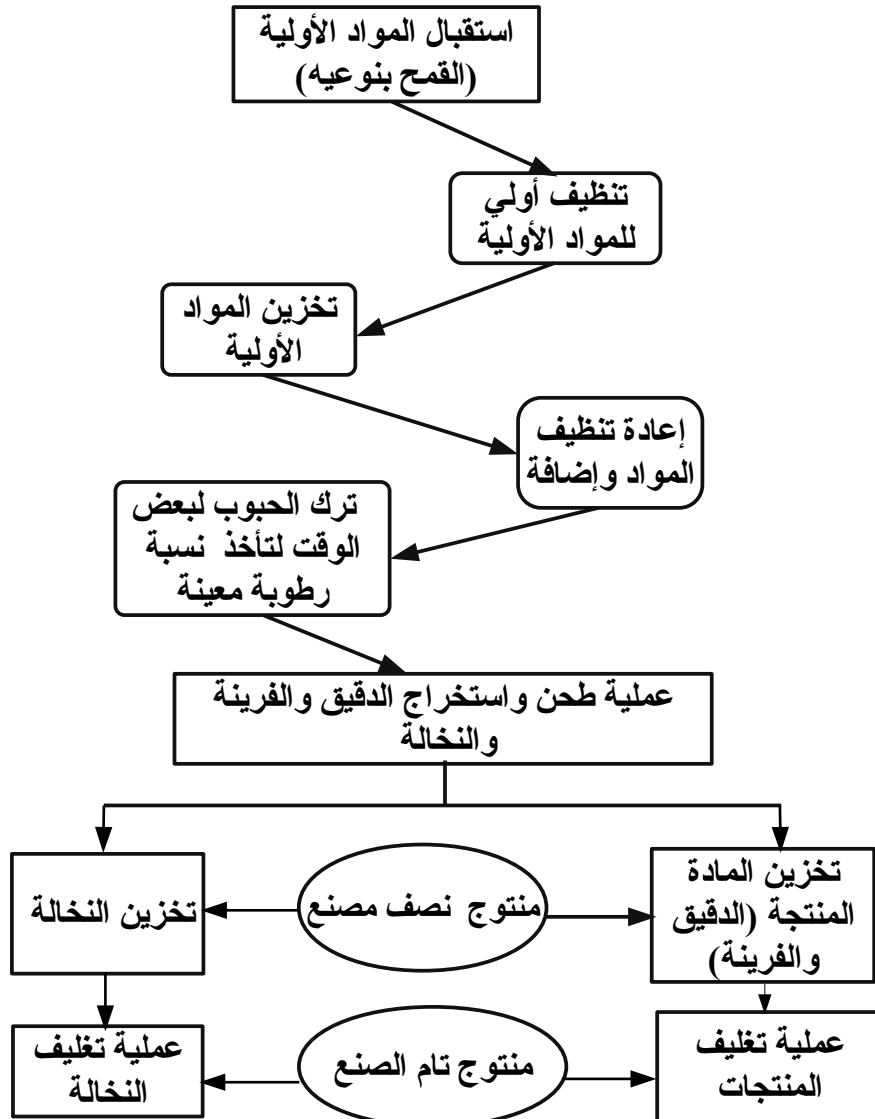 استقبال المواد الأولية
(القمح بنوعيه)
تنظيف أولي
للمواد الأولية
تخزين المواد
الأولية
إعادة تنظيف
المواد وإضافة
ترك الحبوب لبعض
الوقت لتأخذ نسبة
رطوبة معينة
عملية طحن واستخراج الدقيق والفرينة
والنخالة
تخزين المادة
المنتجة (الدقيق
والفرينة)
منتوج نصف مصنع
تخزين النخالة
عملية تغليف
المنتجات
منتوج تام الصنع
عملية تغليف
النخالة